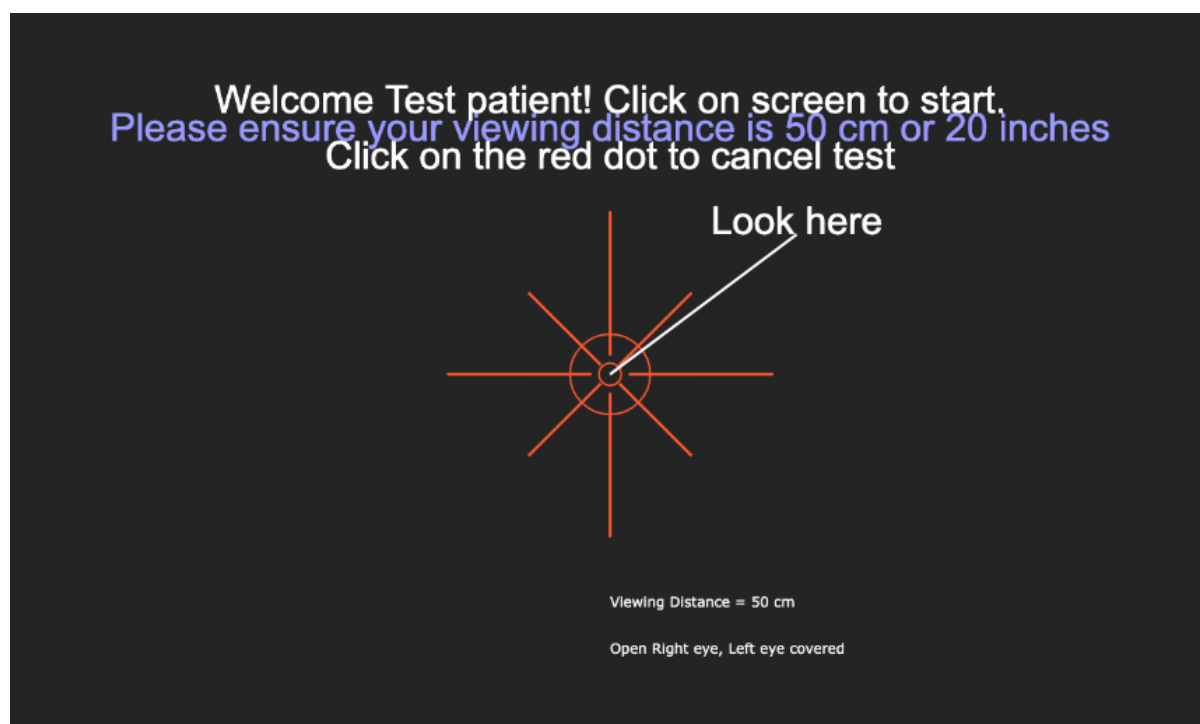 Welcome Test patient! Click on screen to start.
Please ensure your viewing distance is 50 cm or 20 inches
Click on the red dot to cancel test
Look here
Viewing Distance = 50 cm
Open Right eye, Left eye covered